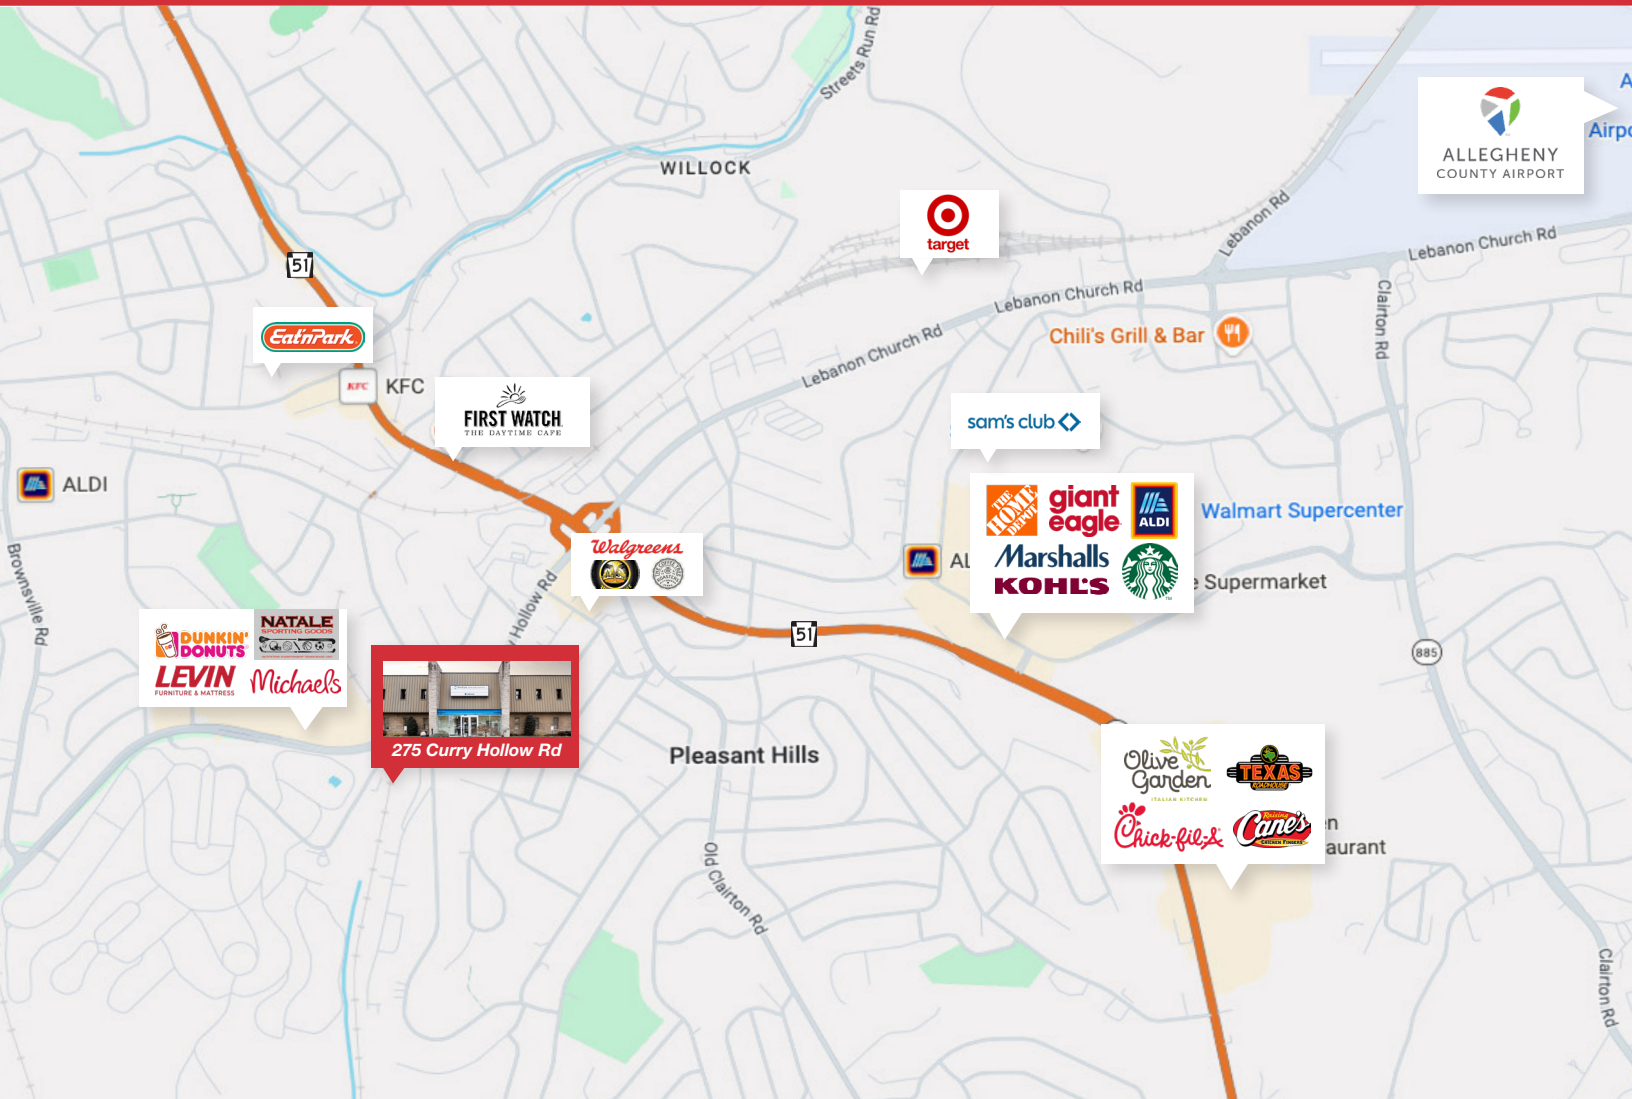 Streets Run Rd
WILLOCK
ALLEGHENY
COUNTY AIRPORT
Airpo
target
Lebanon Rd
Lebanon Church Rd
51
Lebanon Church Rd
Clairton Rd
Eat'nPark
Chili's Grill & Bar
Lebanon Church Rd
KFC
KFC
FIRST WATCH
THE DAYTIME CAFE
sam's club
ALDI
THE HOME DEPOT
giant eagle
ALDI
Walmart Supercenter
Marshalls
KOHL'S
AL
e Supermarket
Walgreens
Brownsville Rd
y Hollow Rd
51
885
DUNKIN' DONUTS
NATALE
SPORTING GOODS
LEVIN
FURNITURE & MATTRESS
Michaels
275 Curry Hollow Rd
Pleasant Hills
Olive Garden
ITALIAN KITCHEN
TEXAS
ROADHOUSE
Chick-fil-A
Raising Cane's
CHICKEN FINGERS
en
aurant
Old Clairton Rd
Clairton Rd